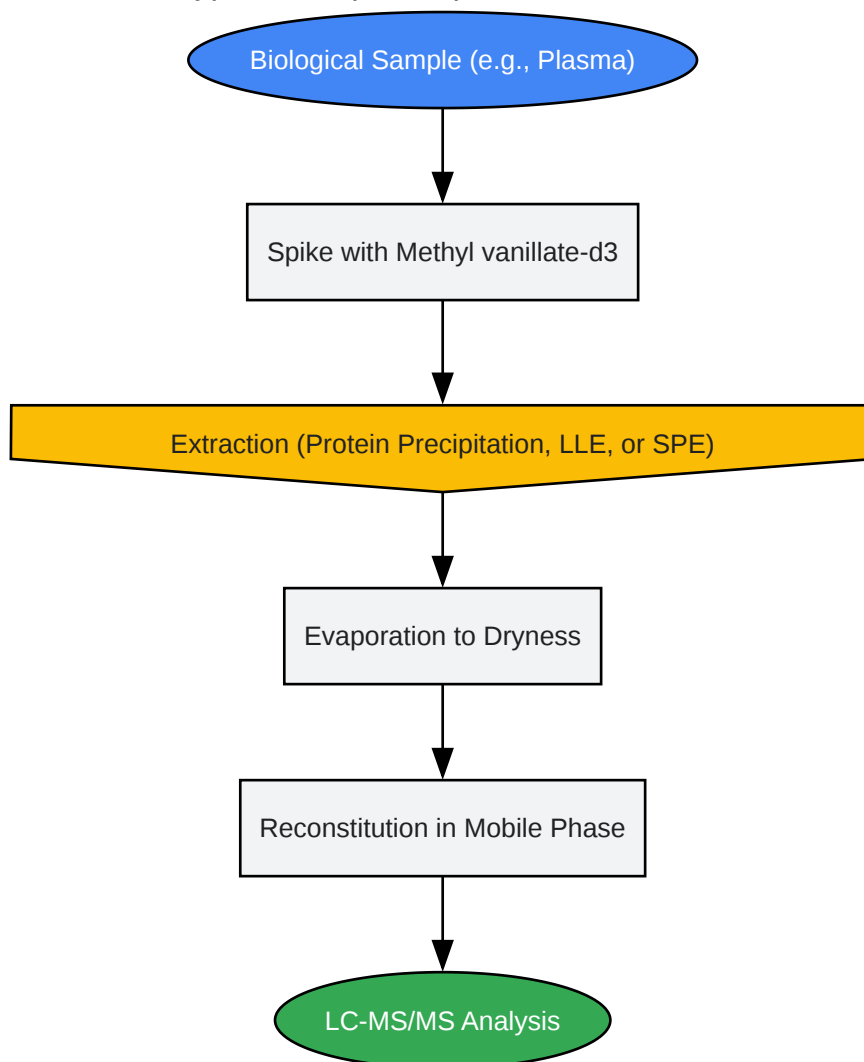 Biological Sample (e.g., Plasma)
Spike with Methyl vanillate-d3
Extraction (Protein Precipitation, LLE, or SPE)
Evaporation to Dryness
Reconstitution in Mobile Phase
LC-MS/MS Analysis